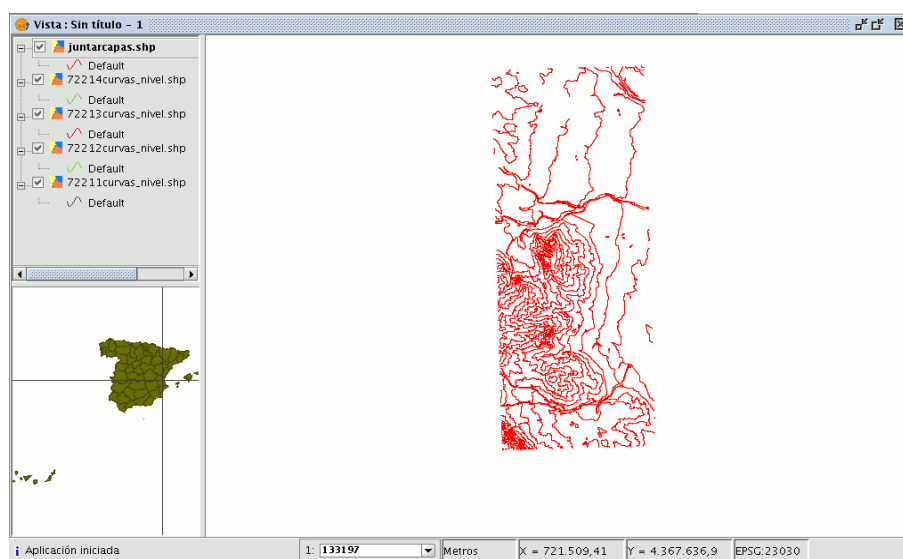 Vista : Sin título - 1
juntarcapas.shp
Default
72214curvas_nivel.shp
Default
72213curvas_nivel.shp
Default
72212curvas_nivel.shp
Default
72211curvas_nivel.shp
Default
i Aplicación iniciada 1: 133197 Metros X = 721.509,41 Y = 4.367.636,9 EPSG:23030